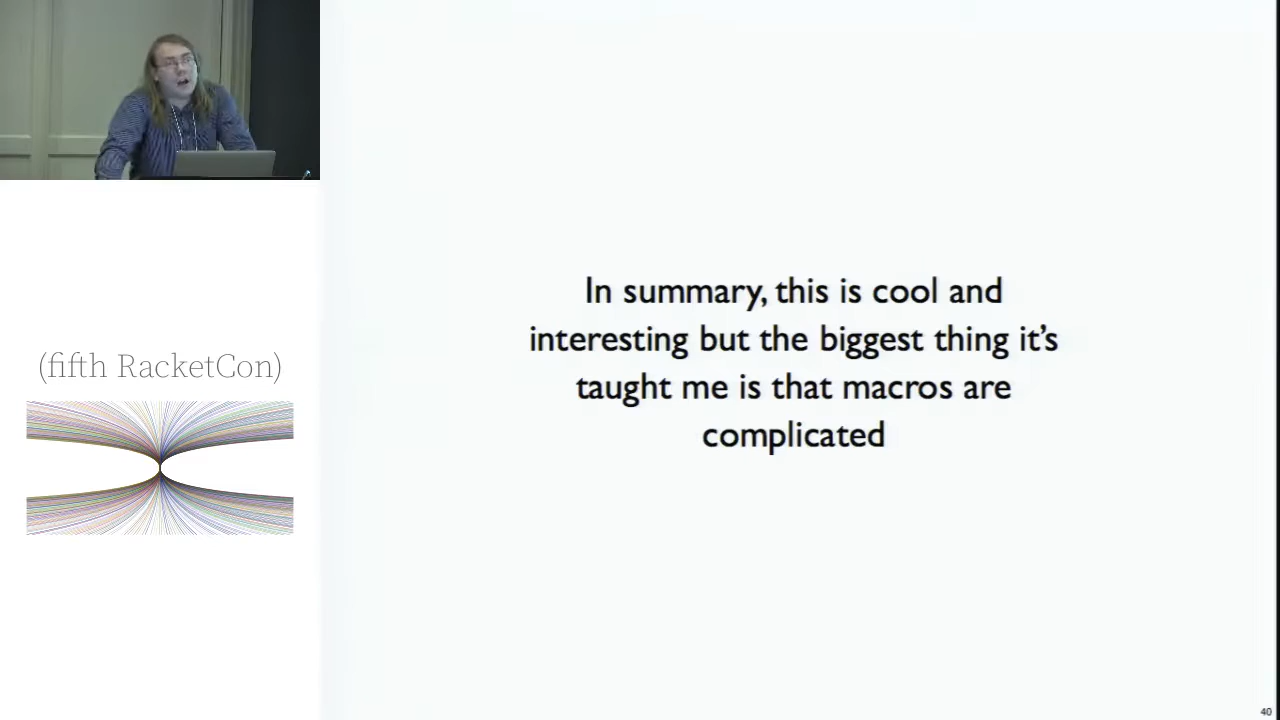 (fifth RacketCon)
In summary, this is cool and
interesting but the biggest thing it’s
taught me is that macros are
complicated
40